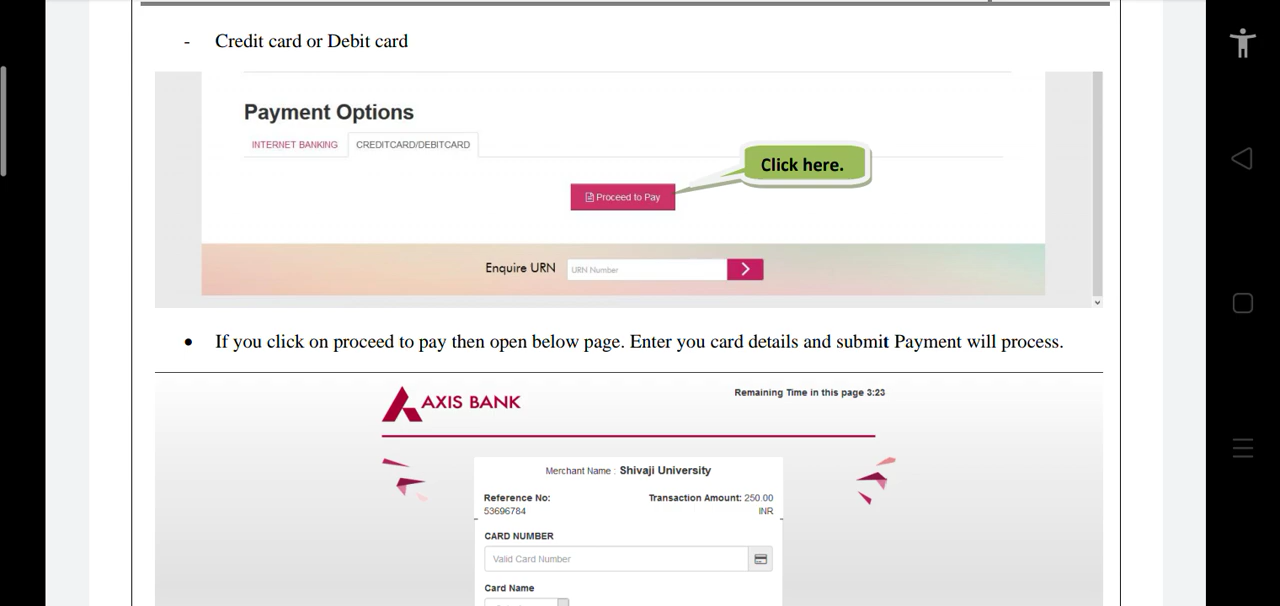 - Credit card or Debit card
Payment Options
INTERNET BANKING CREDITCARD/DEBITCARD
Click here.
Proceed to Pay
Enquire URN URN Number
• If you click on proceed to pay then open below page. Enter you card details and submit Payment will process.
AXIS BANK
Remaining Time in this page 3:23
Merchant Name : Shivaji University
Reference No: Transaction Amount: 250.00
53696784 INR
CARD NUMBER
Valid Card Number
Card Name